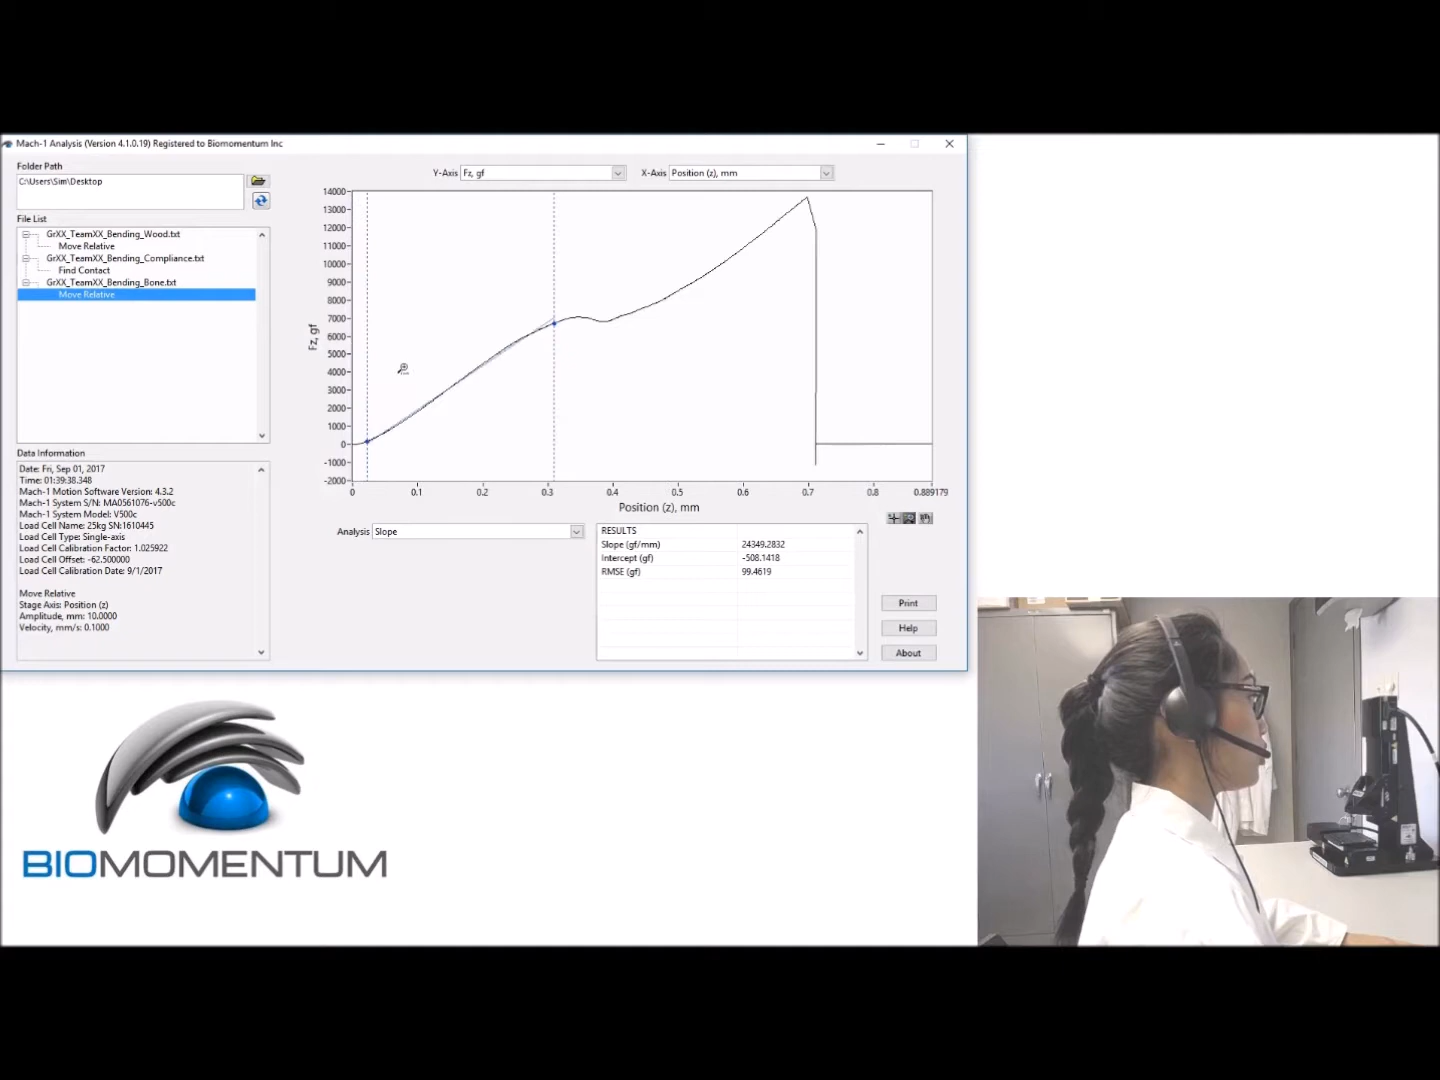 Mach-1 Analysis (Version 4.1.0.19) Registered to Biomomentum Inc
Folder Path
C:\Users\Sim\Desktop
File List
GrXX_TeamXX_Bending_Wood.txt
Move Relative
GrXX_TeamXX_Bending_Compliance.txt
Find Contact
GrXX_TeamXX_Bending_Bone.txt
Move Relative
Data Information
Date: Fri, Sep 01, 2017
Time: 01:39:38.348
Mach-1 Motion Software Version: 4.3.2
Mach-1 System S/N: MA0561076-v500c
Mach-1 System Model: V500c
Load Cell Name: 25kg SN:1610445
Load Cell Type: Single-axis
Load Cell Calibration Factor: 1.025922
Load Cell Offset: -62.500000
Load Cell Calibration Date: 9/1/2017
Move Relative
Stage Axis: Position (z)
Amplitude, mm: 10.0000
Velocity, mm/s: 0.1000
Y-Axis Fz, gf
X-Axis Position (z), mm
14000
13000
12000
11000
10000
9000
8000
7000
6000
5000
4000
3000
2000
1000
0
-1000
-2000
Fz, gf
0 0.1 0.2 0.3 0.4 0.5 0.6 0.7 0.8 0.889179
Position (z), mm
Analysis Slope
RESULTS
Slope (gf/mm) 24349.2832
Intercept (gf) -508.1418
RMSE (gf) 99.4619
Print
Help
About
BIOMOMENTUM